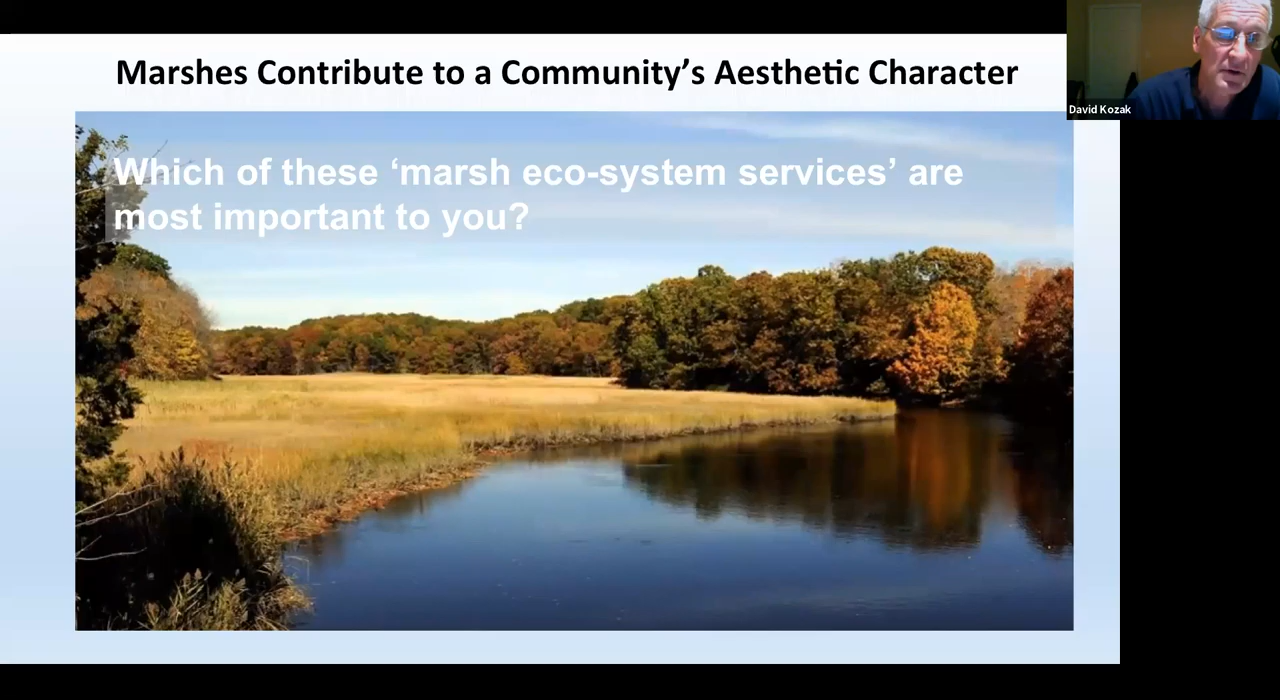 Marshes Contribute to a Community’s Aesthetic Character
David Kozak
Which of these ‘marsh eco-system services’ are
most important to you?